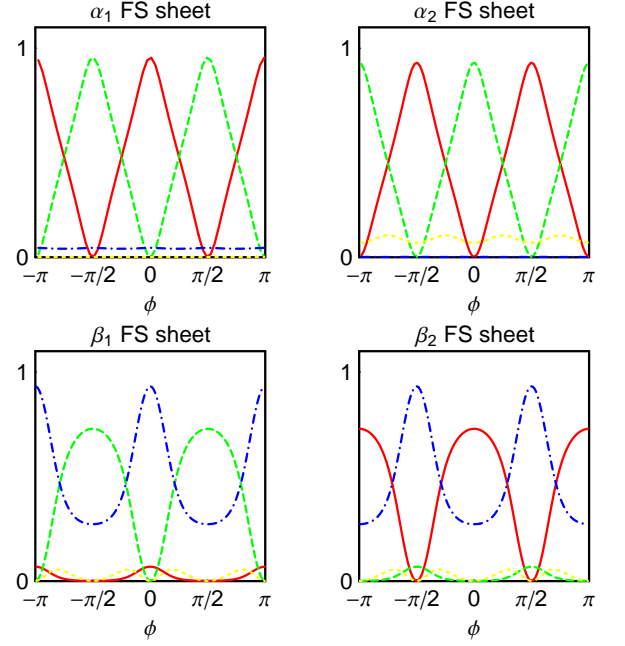 α₁ FS sheet
α₂ FS sheet
1
0
−π −π/2 0 π/2 π
ϕ
1
0
−π −π/2 0 π/2 π
ϕ
β₁ FS sheet
β₂ FS sheet
1
0
−π −π/2 0 π/2 π
ϕ
1
0
−π −π/2 0 π/2 π
ϕ